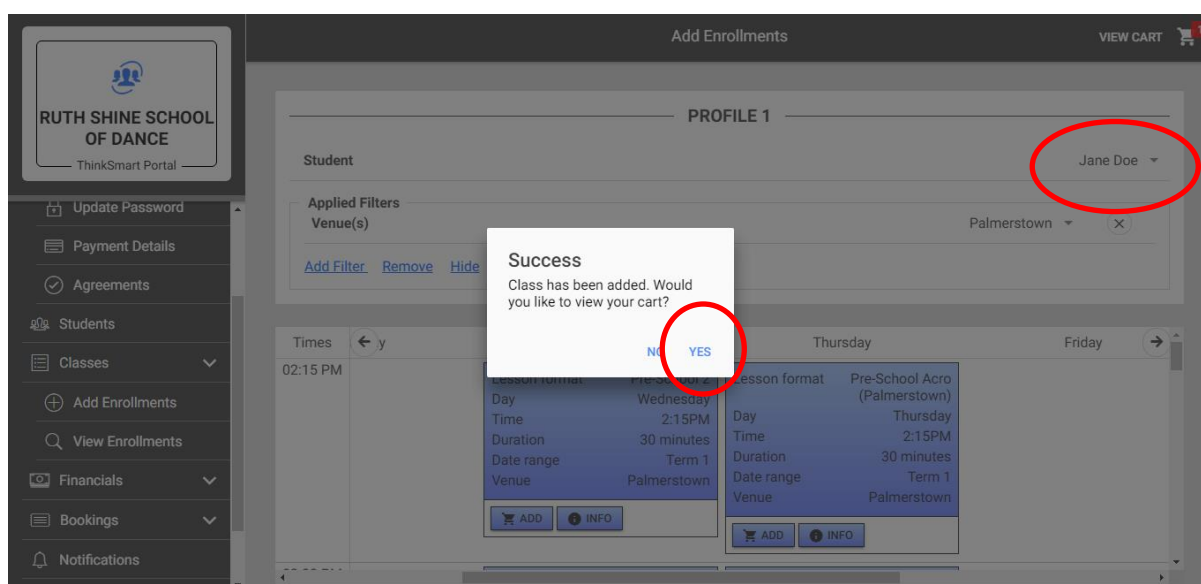 Add Enrollments
VIEW CART
RUTH SHINE SCHOOL
OF DANCE
ThinkSmart Portal
Update Password
Payment Details
Agreements
Students
Classes
Add Enrollments
View Enrollments
Financials
Bookings
Notifications
PROFILE 1
Student Jane Doe
Applied Filters
Venue(s) Palmerstown
Add Filter Remove Hide
Success
Class has been added. Would
you like to view your cart?
NO YES
Times y Thursday Friday
02:15 PM
Lesson format Pre-School 2
Day Wednesday
Time 2:15PM
Duration 30 minutes
Date range Term 1
Venue Palmerstown
ADD INFO
Lesson format Pre-School Acro
(Palmerstown)
Day Thursday
Time 2:15PM
Duration 30 minutes
Date range Term 1
Venue Palmerstown
ADD INFO